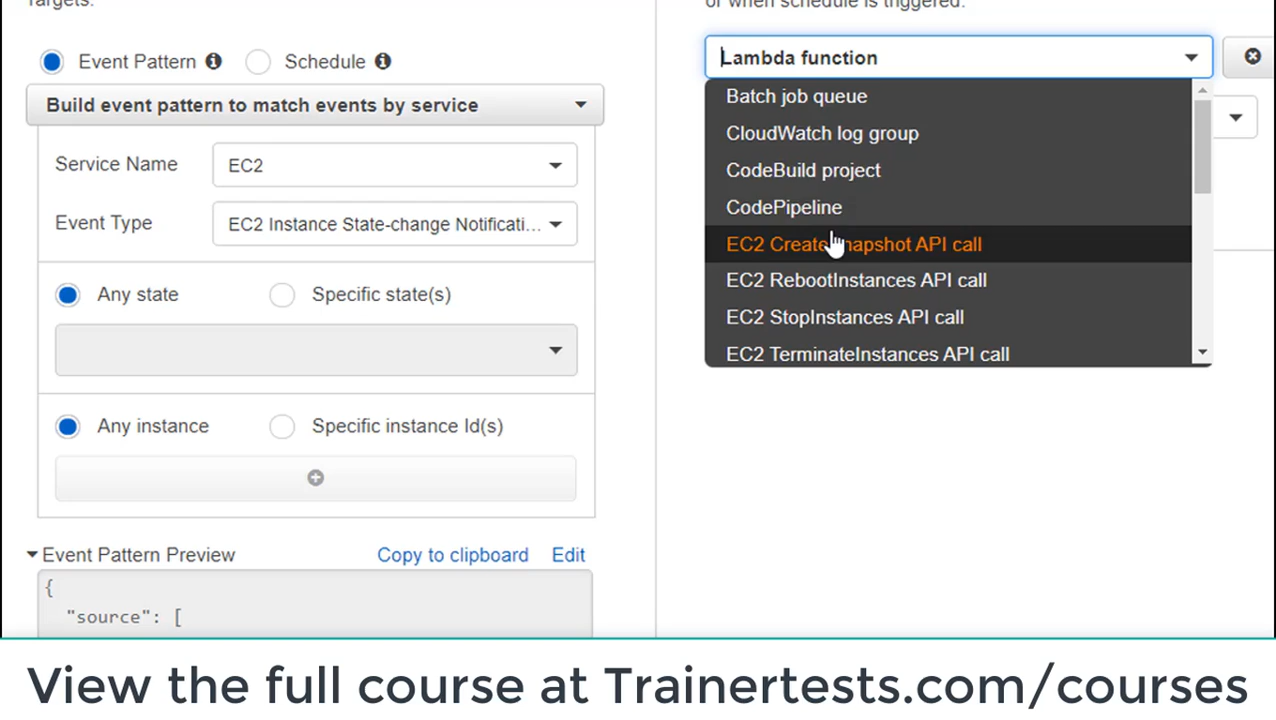 Targets.
or when schedule is triggered.
Event Pattern
Schedule
Build event pattern to match events by service
Service Name
EC2
Event Type
EC2 Instance State-change Notificati...
Any state
Specific state(s)
Any instance
Specific instance Id(s)
Event Pattern Preview
Copy to clipboard
Edit
{
"source": [
Lambda function
Batch job queue
CloudWatch log group
CodeBuild project
CodePipeline
EC2 CreateSnapshot API call
EC2 RebootInstances API call
EC2 StopInstances API call
EC2 TerminateInstances API call
View the full course at Trainertests.com/courses